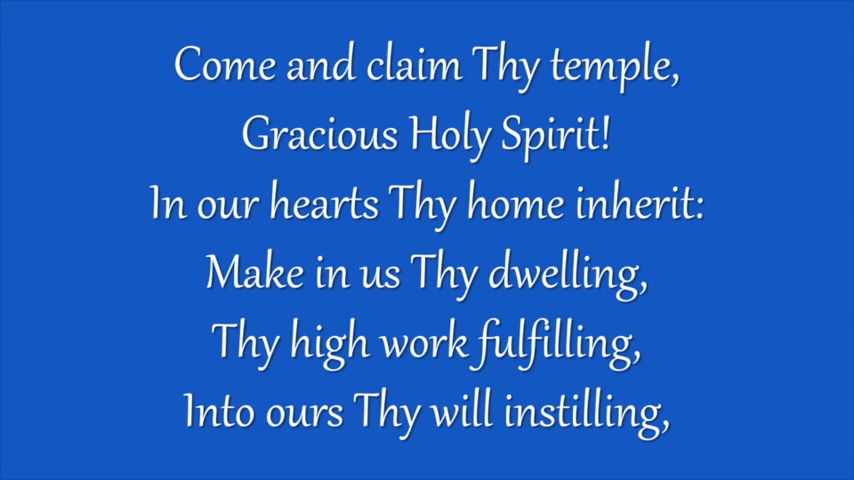 Come and claim Thy temple,
Gracious Holy Spirit!
In our hearts Thy home inherit:
Make in us Thy dwelling,
Thy high work fulfilling,
Into ours Thy will instilling,